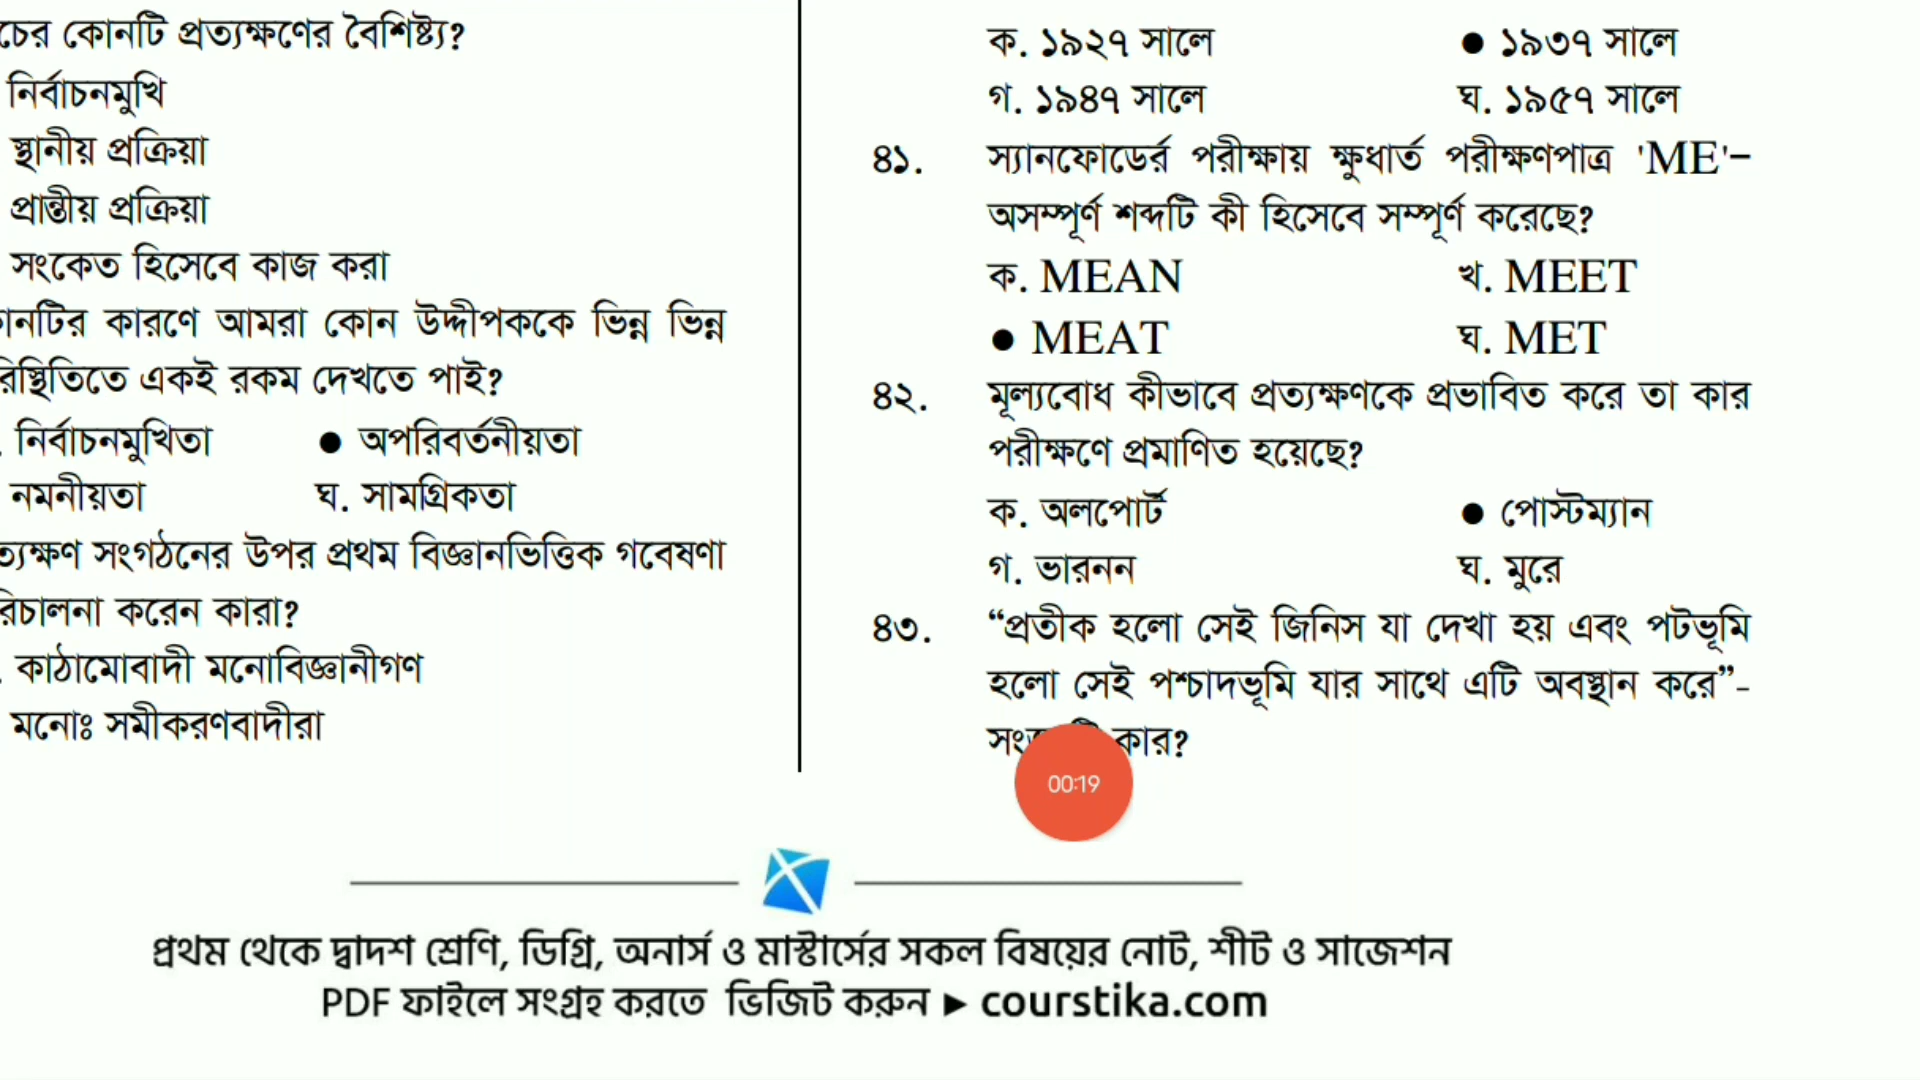 কোনটি প্রত্যক্ষণের বৈশিষ্ট্য?
নির্বাচনমুখি
স্থানীয় প্রক্রিয়া
প্রান্তীয় প্রক্রিয়া
সংকেত হিসেবে কাজ করা
কারণে আমরা কোন উদ্দীপককে ভিন্ন ভিন্ন
একই রকম দেখতে পাই?
নির্বাচনমুখিতা ● অপরিবর্তনীয়তা
নমনীয়তা ঘ. সামগ্রিকতা
সংগঠনের উপর প্রথম বিজ্ঞানভিত্তিক গবেষণা
করেন কারা?
কাঠামোবাদী মনোবিজ্ঞানীগণ
মনোঃ সমীকরণবাদীরা
ক. ১৯২৭ সালে ● ১৯৩৭ সালে
গ. ১৯৪৭ সালে ঘ. ১৯৫৭ সালে
৪১. স্যানফোডের্র পরীক্ষায় ক্ষুধার্ত পরীক্ষণপাত্র 'ME'–
অসম্পূর্ণ শব্দটি কী হিসেবে সম্পূর্ণ করেছে?
ক. MEAN খ. MEET
● MEAT ঘ. MET
৪২. মূল্যবোধ কীভাবে প্রত্যক্ষণকে প্রভাবিত করে তা কার
পরীক্ষণে প্রমাণিত হয়েছে?
ক. অলপোর্ট ● পোস্টম্যান
গ. ভারনন ঘ. মুরে
৪৩. “প্রতীক হলো সেই জিনিস যা দেখা হয় এবং পটভূমি
হলো সেই পশ্চাদভূমি যার সাথে এটি অবস্থান করে”-
কার?
00:19
প্রথম থেকে দ্বাদশ শ্রেণি, ডিগ্রি, অনার্স ও মাস্টার্সের সকল বিষয়ের নোট, শীট ও সাজেশন
PDF ফাইলে সংগ্রহ করতে ভিজিট করুন ► courstika.com